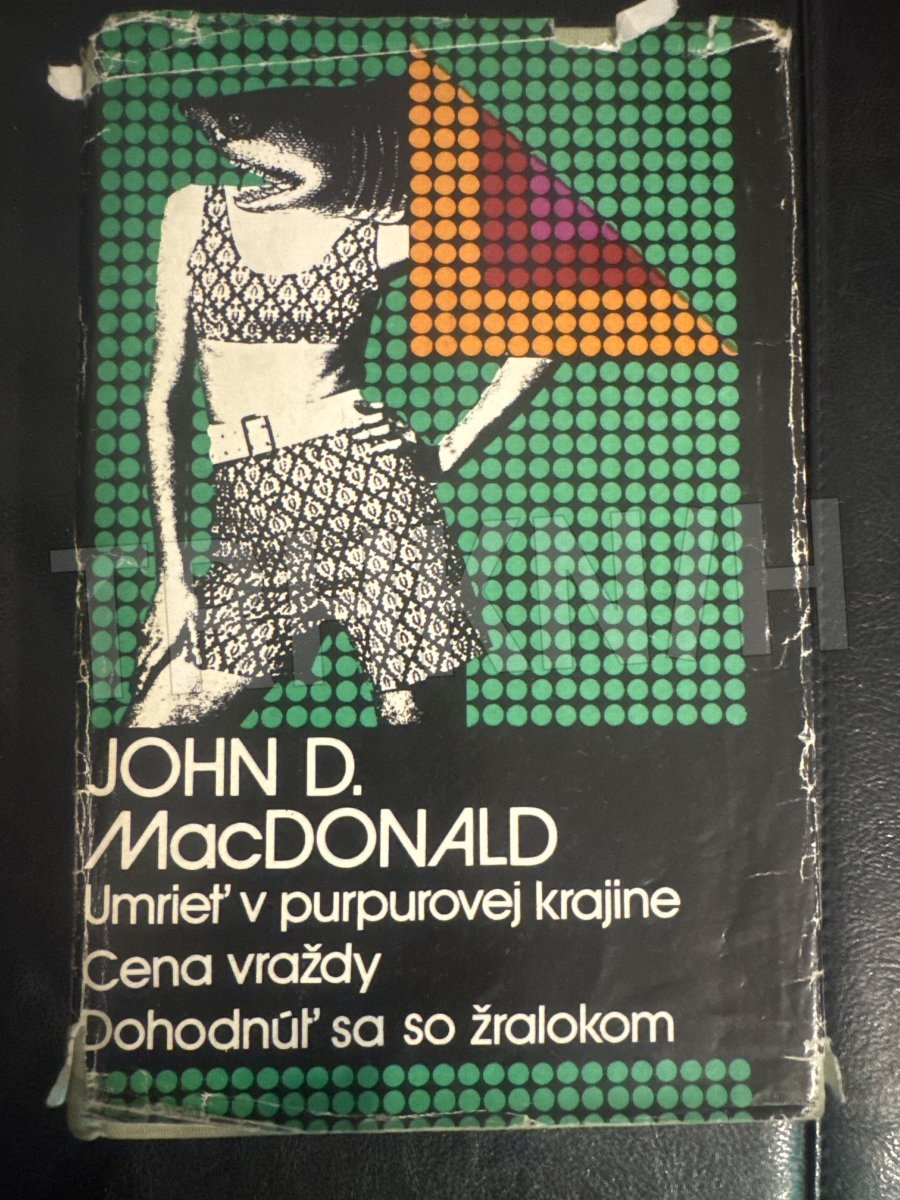 JOHN D.
MacDONALD
Umrieť v purpurovej krajine
Cena vraždy
Dohodnúť sa so žralokom